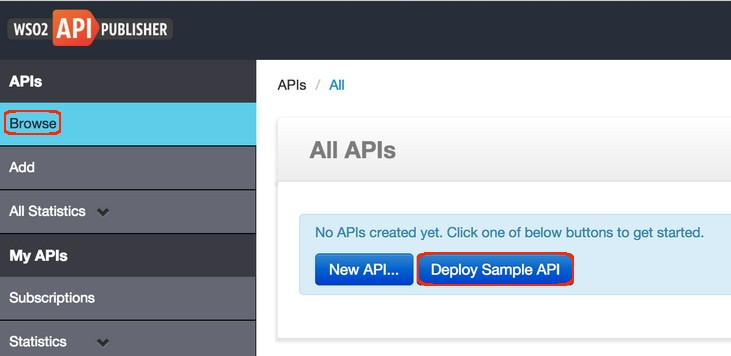 WSO2 API PUBLISHER
APIs
Browse
Add
All Statistics
My APIs
Subscriptions
Statistics
APIs / All
All APIs
No APIs created yet. Click one of below buttons to get started.
New API... Deploy Sample API